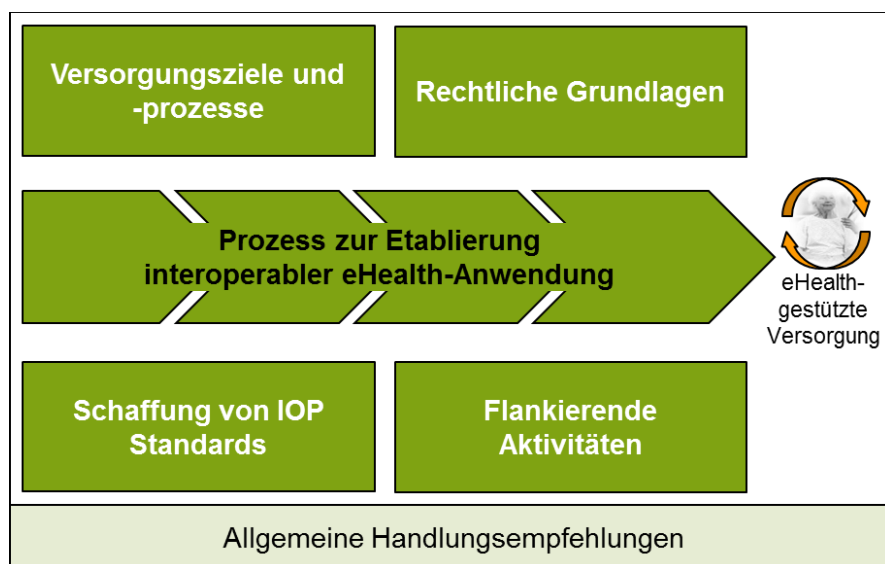 Versorgungsziele und
-prozesse
Rechtliche Grundlagen
Prozess zur Etablierung
interoperabler eHealth-Anwendung
eHealth-
gestützte
Versorgung
Schaffung von IOP
Standards
Flankierende
Aktivitäten
Allgemeine Handlungsempfehlungen